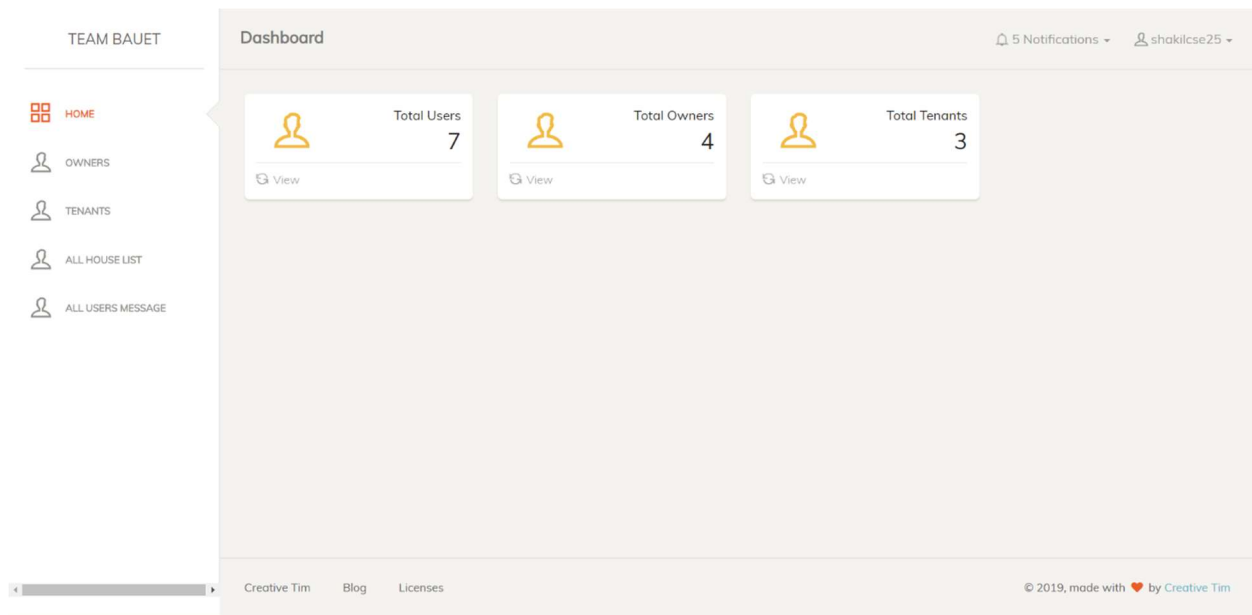 TEAM BAUET
HOME
OWNERS
TENANTS
ALL HOUSE LIST
ALL USERS MESSAGE
Dashboard
5 Notifications
shakilcse25
Total Users
7
View
Total Owners
4
View
Total Tenants
3
View
Creative Tim Blog Licenses
© 2019, made with by Creative Tim